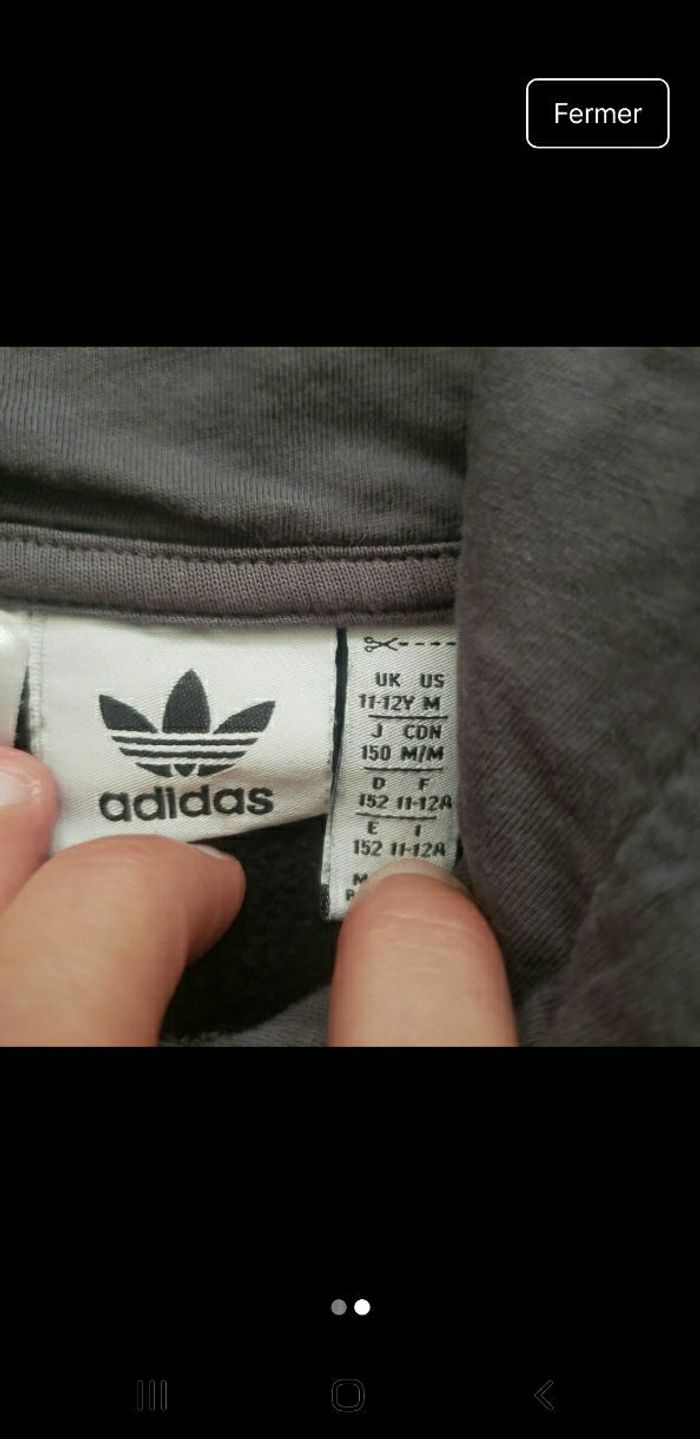 Fermer
adidas
UK US
11-12Y M
J CDN
150 M/M
D F
152 11-12A
E I
152 11-12A
M